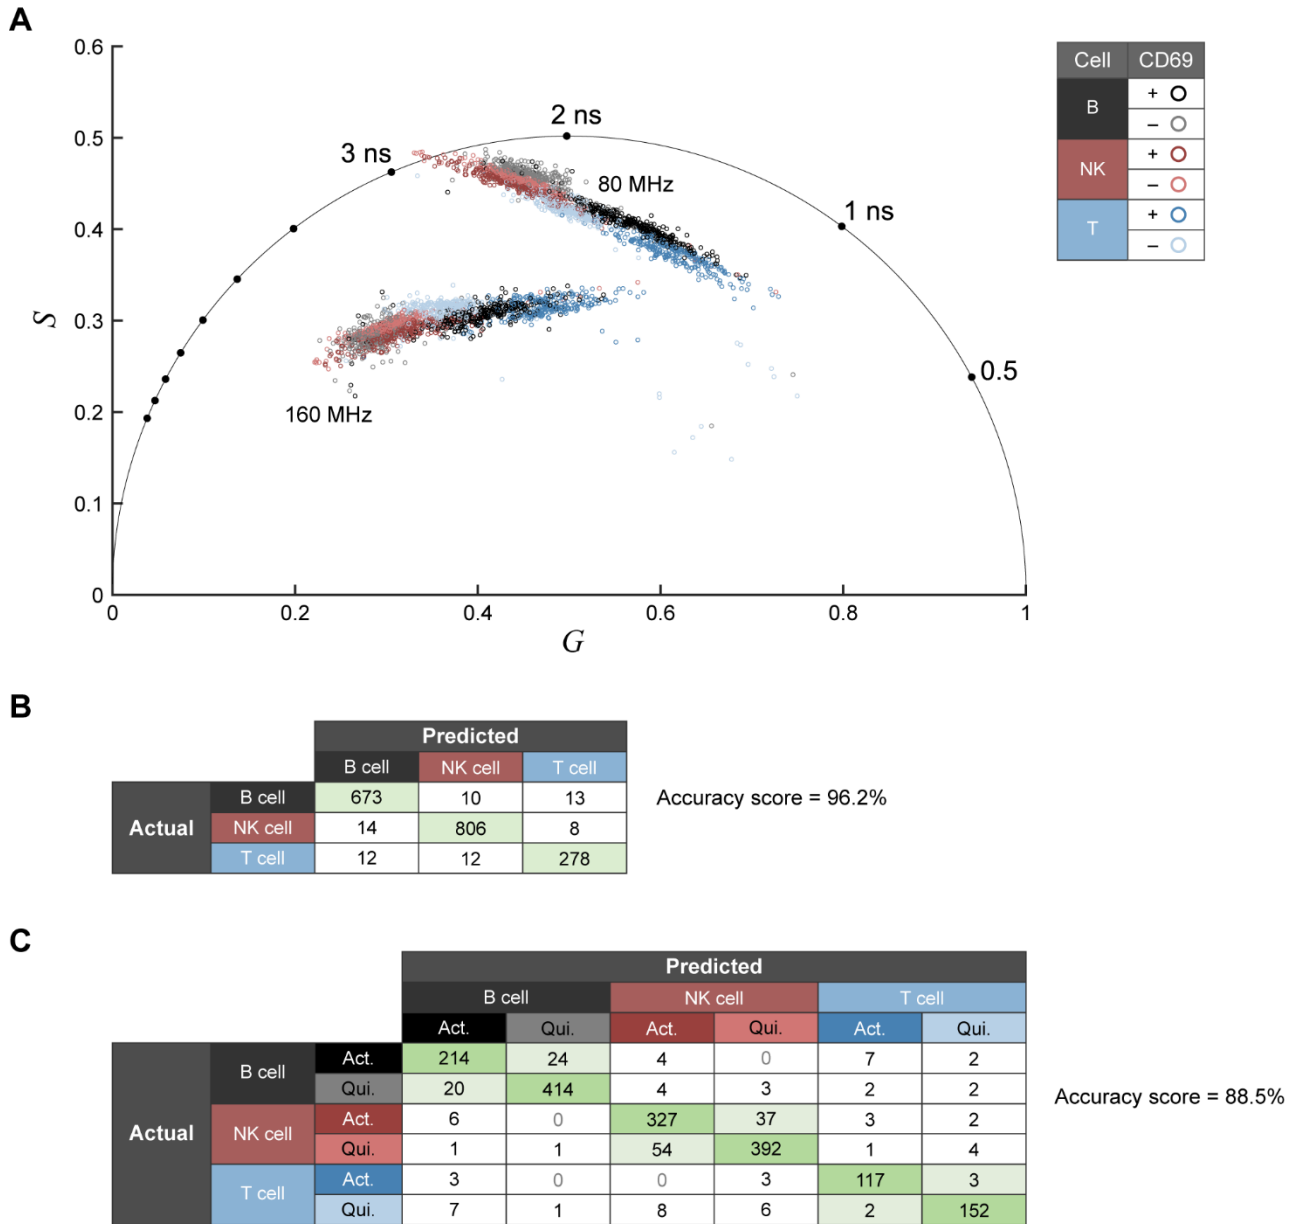 A
0.6
0.5
0.4
0.3
0.2
0.1
0
S
0 0.2 0.4 0.6 0.8 1
G
3 ns
2 ns
1 ns
0.5
80 MHz
160 MHz
Cell CD69
B + –
NK + –
T + –
B
Predicted
B cell NK cell T cell
Actual
B cell 673 10 13
NK cell 14 806 8
T cell 12 12 278
Accuracy score = 96.2%
C
Predicted
B cell NK cell T cell
Act. Qui. Act. Qui. Act. Qui.
Actual
B cell
Act. 214 24 4 0 7 2
Qui. 20 414 4 3 2 2
NK cell
Act. 6 0 327 37 3 2
Qui. 1 1 54 392 1 4
T cell
Act. 3 0 0 3 117 3
Qui. 7 1 8 6 2 152
Accuracy score = 88.5%